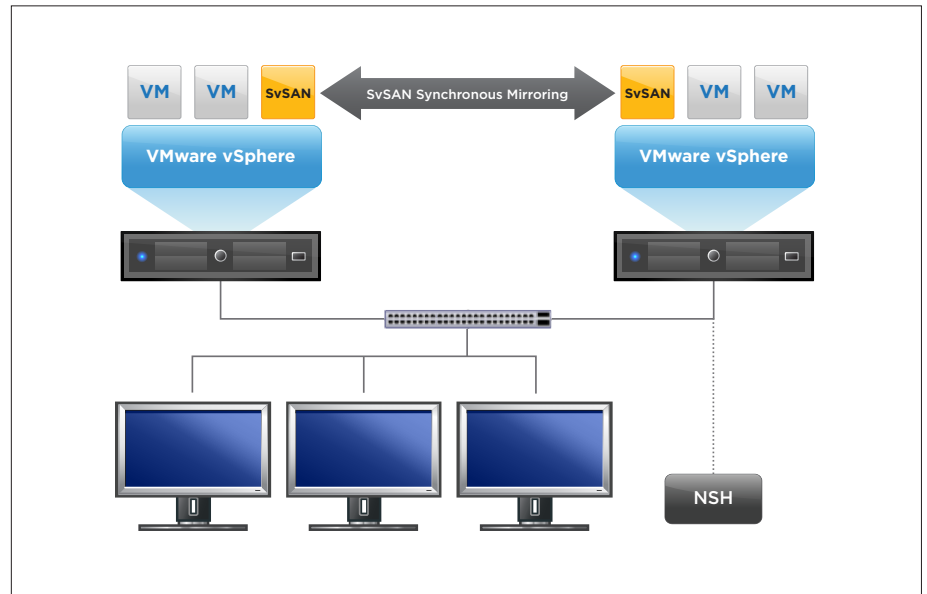 VM VM SvSAN SvSAN Synchronous Mirroring SvSAN VM VM
VMware vSphere VMware vSphere
NSH